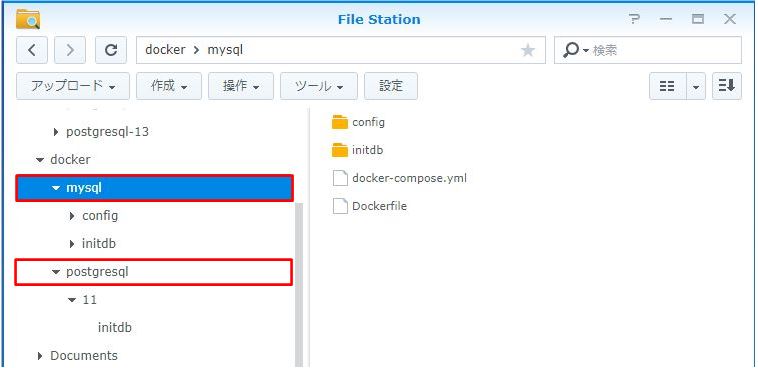 File Station
docker > mysql
検索
アップロード 作成 操作 ツール 設定
postgresql-13
docker
mysql
config
initdb
postgresql
11
initdb
Documents
config
initdb
docker-compose.yml
Dockerfile